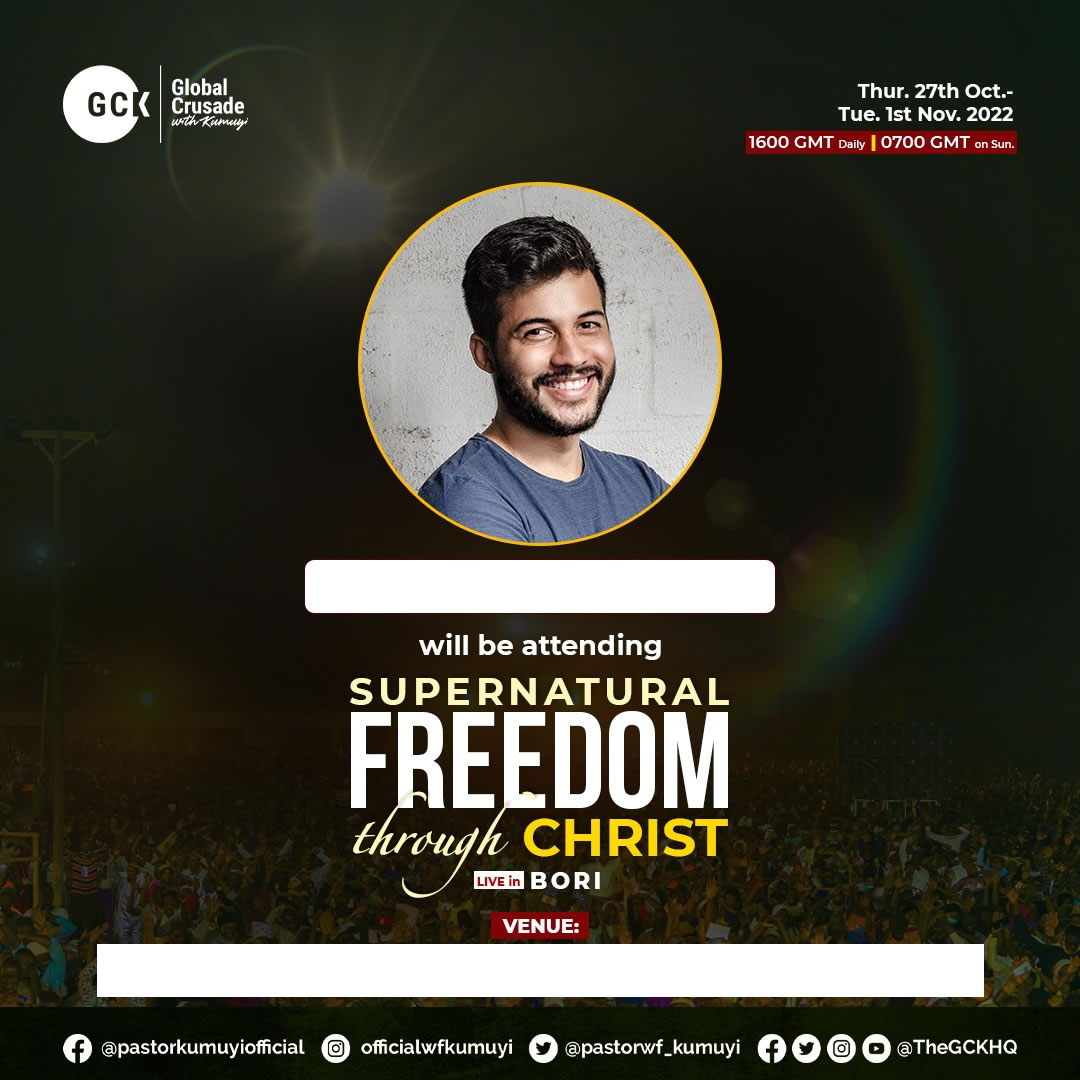 GCK
Global
Crusade
with Kumuyi
Thur. 27th Oct.-
Tue. 1st Nov. 2022
1600 GMT Daily | 0700 GMT on Sun.
will be attending
SUPERNATURAL
FREEDOM
through CHRIST
LIVE in BORI
VENUE:
@pastorkumuyiofficial officialwfkumuyi @pastorwf_kumuyi @TheGCKHQ